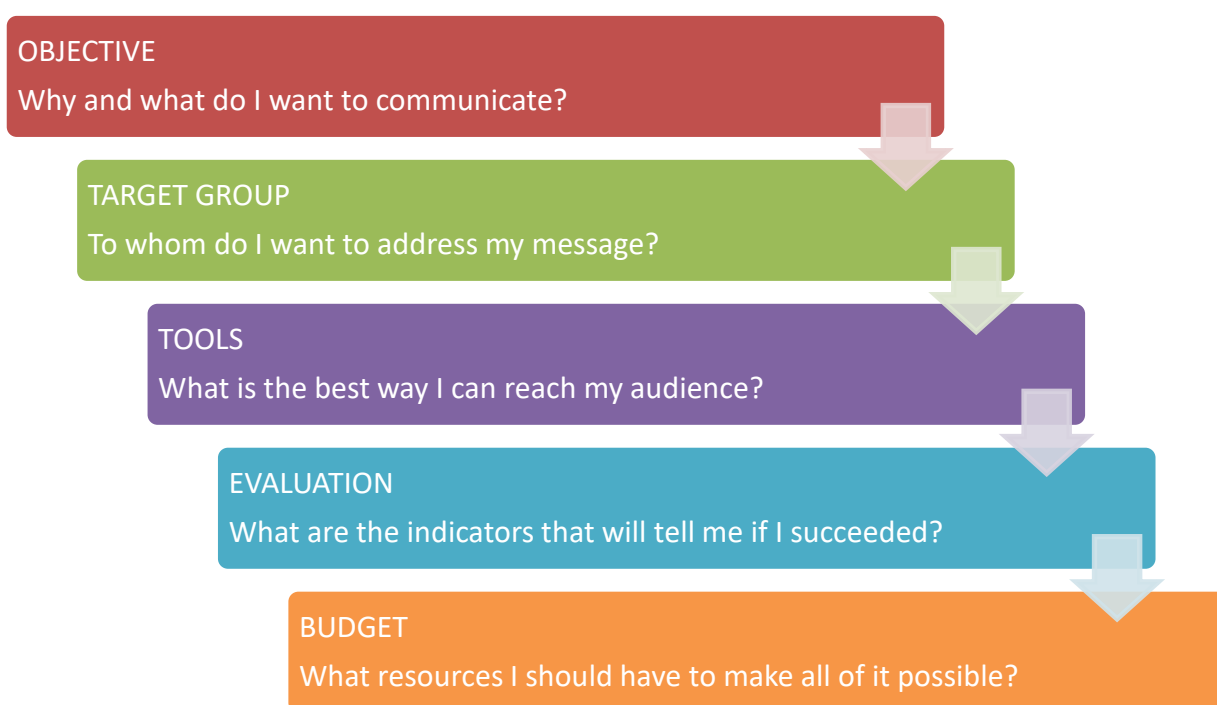 OBJECTIVE
Why and what do I want to communicate?
TARGET GROUP
To whom do I want to address my message?
TOOLS
What is the best way I can reach my audience?
EVALUATION
What are the indicators that will tell me if I succeeded?
BUDGET
What resources I should have to make all of it possible?